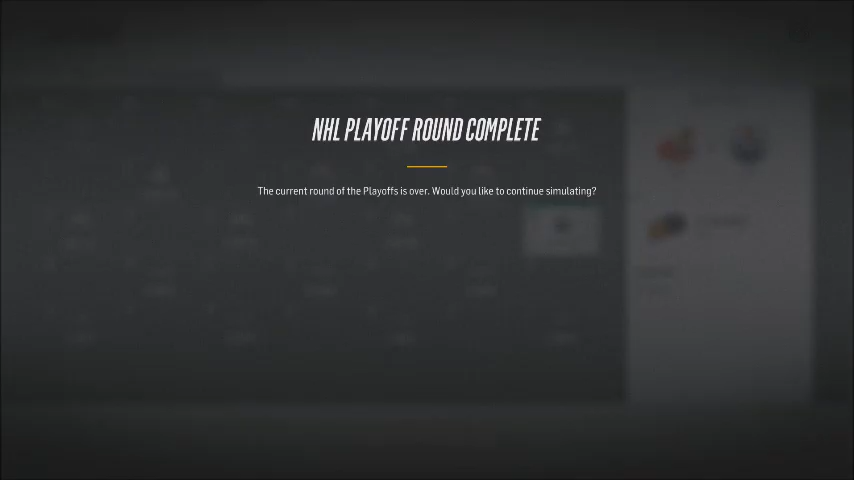 NHL PLAYOFF ROUND COMPLETE
The current round of the Playoffs is over. Would you like to continue simulating?